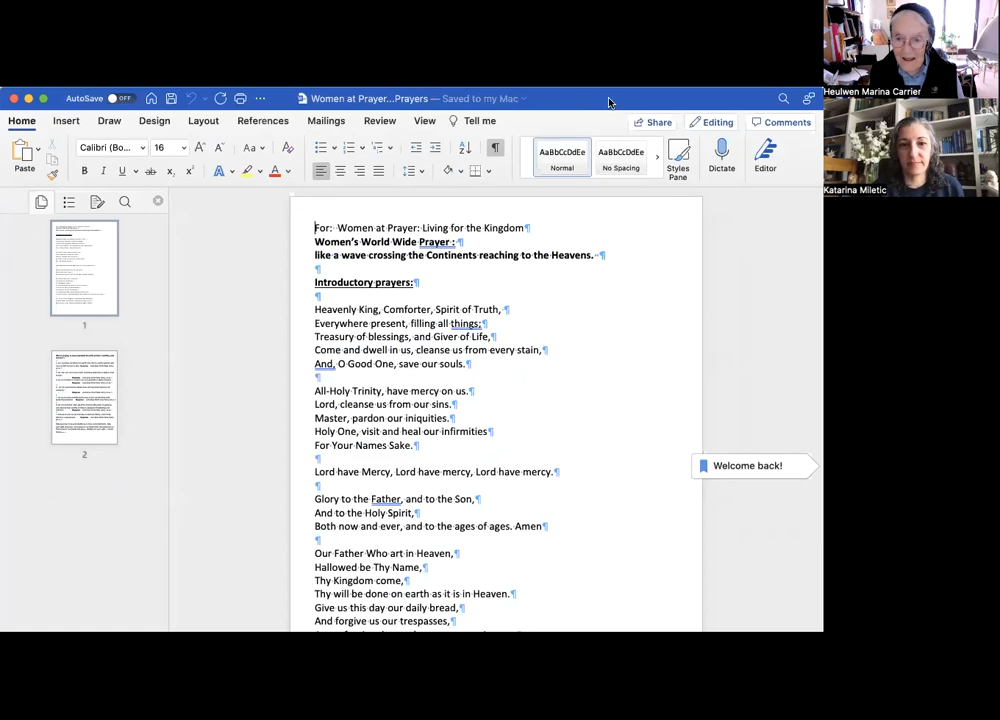 AutoSave OFF
Women at Prayer...Prayers — Saved to my Mac
Home Insert Draw Design Layout References Mailings Review View Tell me
Share Editing Comments
Paste
Calibri (Bo... 16
AaBbCcDdEe AaBbCcDdEe
Normal No Spacing
Styles Pane
Dictate
Editor
1
2
For: Women at Prayer: Living for the Kingdom¶
Women's World Wide Prayer :¶
like a wave crossing the Continents reaching to the Heavens. ¶
¶
Introductory prayers:¶
¶
Heavenly King, Comforter, Spirit of Truth, ¶
Everywhere present, filling all things;¶
Treasury of blessings, and Giver of Life,¶
Come and dwell in us, cleanse us from every stain,¶
And, O Good One, save our souls.¶
¶
All-Holy Trinity, have mercy on us.¶
Lord, cleanse us from our sins.¶
Master, pardon our iniquities.¶
Holy One, visit and heal our infirmities¶
For Your Names Sake.¶
¶
Lord have Mercy, Lord have mercy, Lord have mercy.¶
¶
Glory to the Father, and to the Son,¶
And to the Holy Spirit,¶
Both now and ever, and to the ages of ages. Amen¶
¶
Our Father Who art in Heaven,¶
Hallowed be Thy Name,¶
Thy Kingdom come,¶
Thy will be done on earth as it is in Heaven.¶
Give us this day our daily bread,¶
And forgive us our trespasses,¶
Welcome back!
Heulwen Marina Carrier
Katarina Miletic